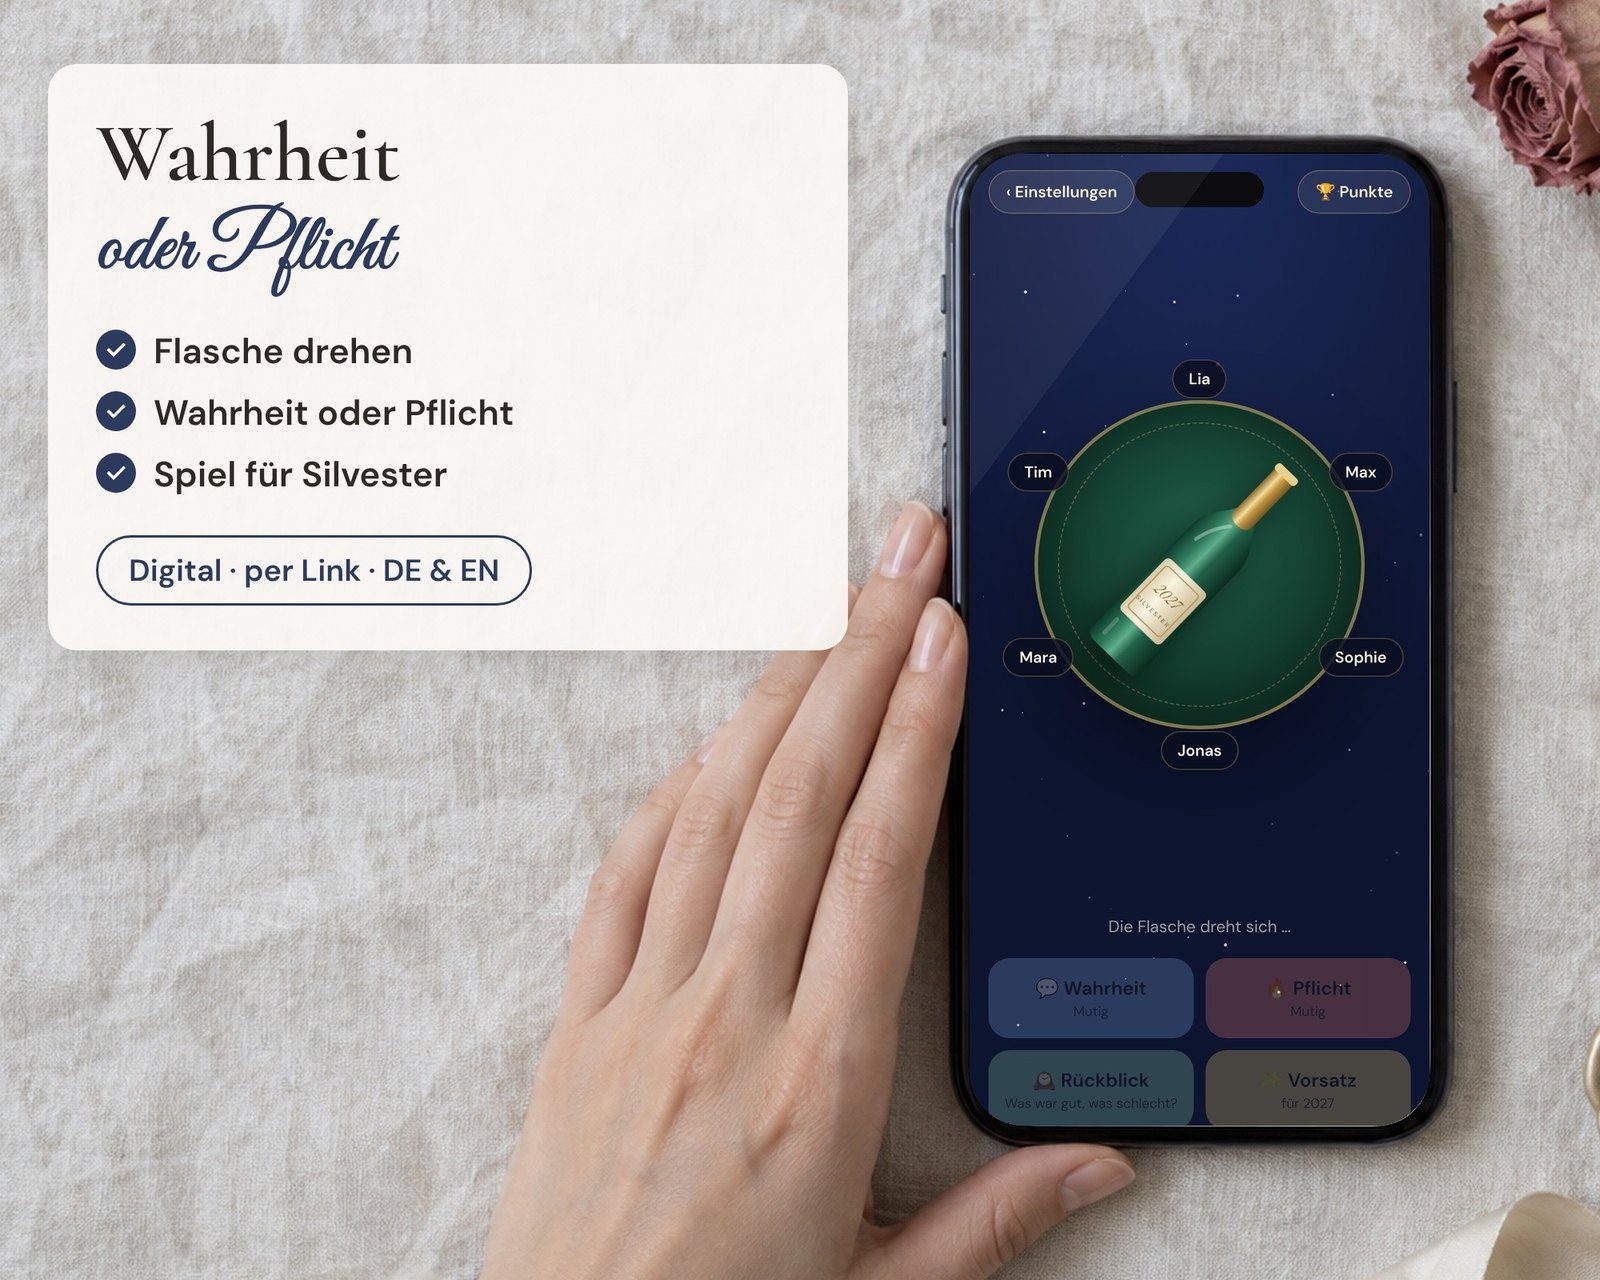 Wahrheit
oder Pflicht
Flasche drehen
Wahrheit oder Pflicht
Spiel für Silvester
Digital · per Link · DE & EN
‹ Einstellungen
🏆 Punkte
Lia
Tim
Max
2027
SILVESTER
Mara
Sophie
Jonas
Die Flasche dreht sich ...
💬 Wahrheit
Mutig
🔥 Pflicht
Mutig
🕰️ Rückblick
Was war gut, was schlecht?
✨ Vorsatz
für 2027